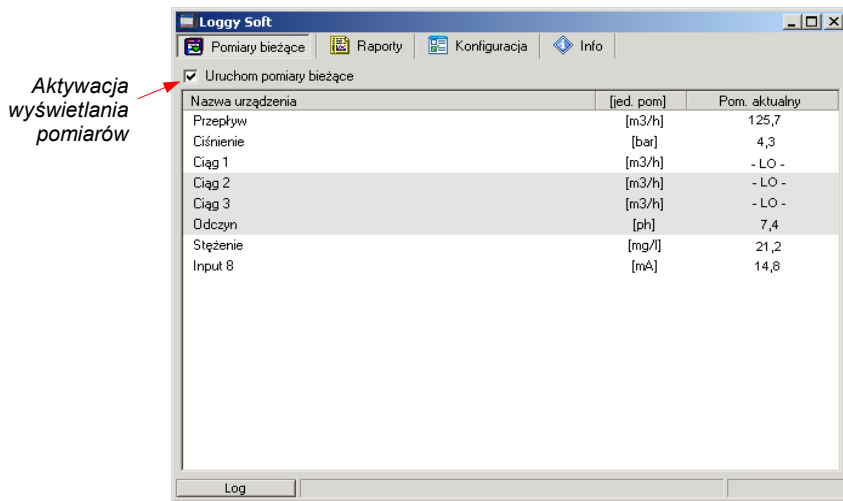 Loggy Soft
Pomiary bieżące Raporty Konfiguracja Info
Aktywacja
wyświetlania
pomiarów
Uruchom pomiary bieżące
Nazwa urządzenia [jed. pom] Pom. aktualny
Przepływ [m3/h] 125,7
Ciśnienie [bar] 4,3
Ciąg 1 [m3/h] - LO -
Ciąg 2 [m3/h] - LO -
Ciąg 3 [m3/h] - LO -
Odczyn [ph] 7,4
Stężenie [mg/l] 21,2
Input 8 [mA] 14,8
Log